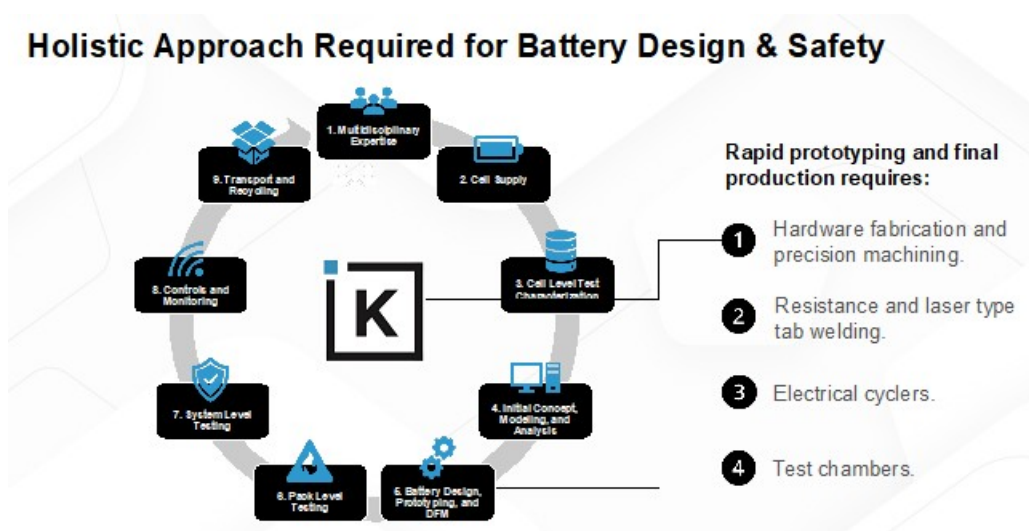 Holistic Approach Required for Battery Design & Safety
1. Multidisciplinary
Expertise
2. Cell Supply
3. Cell Level Test
Characterization
4. Initial Concept,
Modeling, and
Analysis
5. Battery Design,
Prototyping, and
DFM
6. Pack Level
Testing
7. System Level
Testing
8. Controls and
Monitoring
9. Transport and
Recycling
K
Rapid prototyping and final
production requires:
1
Hardware fabrication and
precision machining.
2
Resistance and laser type
tab welding.
3
Electrical cyclers.
4
Test chambers.